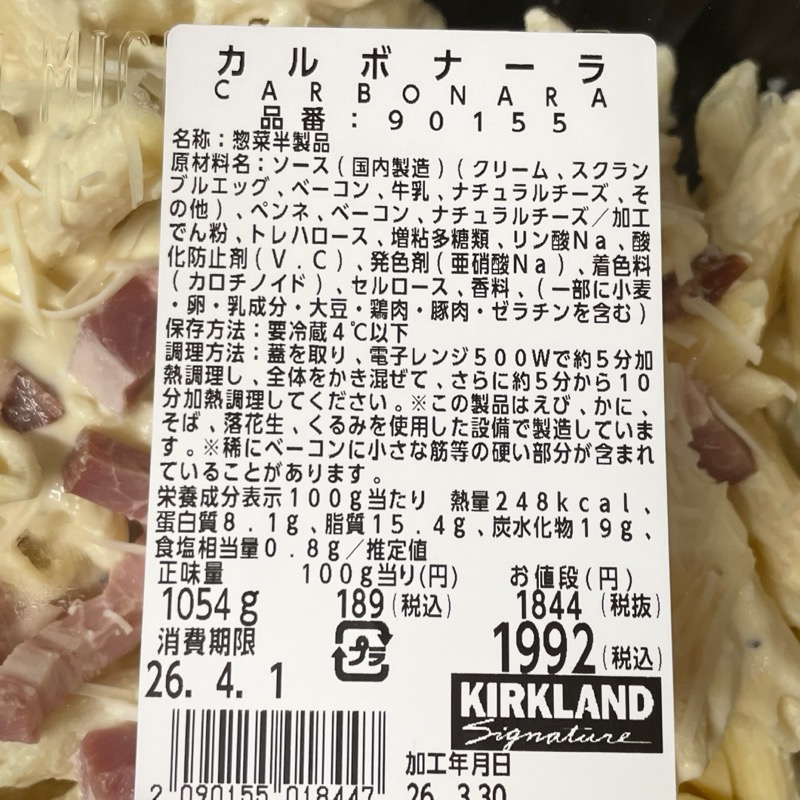 カルボナーラ
CARBONARA
品番:90155
名称:惣菜半製品
原材料名:ソース(国内製造)(クリーム、スクラン
ブルエッグ、ベーコン、牛乳、ナチュラルチーズ、そ
の他)、ペンネ、ベーコン、ナチュラルチーズ/加工
でん粉、トレハロース、増粘多糖類、リン酸Na、酸
化防止剤(V.C)、発色剤(亜硝酸Na)、着色料
(カロチノイド)、セルロース、香料、(一部に小麦
・卵・乳成分・大豆・鶏肉・豚肉・ゼラチンを含む)
保存方法:要冷蔵4℃以下
調理方法:蓋を取り、電子レンジ500Wで約5分加
熱調理し、全体をかき混ぜて、さらに約5分から10
分加熱調理してください。※この製品はえび、かに、
そば、落花生、くるみを使用した設備で製造していま
す。※稀にベーコンに小さな筋等の硬い部分が含まれ
ていることがあります。
栄養成分表示100g当たり 熱量248kcal、
蛋白質8.1g、脂質15.4g、炭水化物19g、
食塩相当量0.8g/推定値
正味量 100g当り(円) お値段(円)
1054g 189(税込) 1844(税抜)
消費期限 プラ 1992(税込)
26.4.1
KIRKLAND
Signature
加工年月日
2 090155 018447 26.3.30